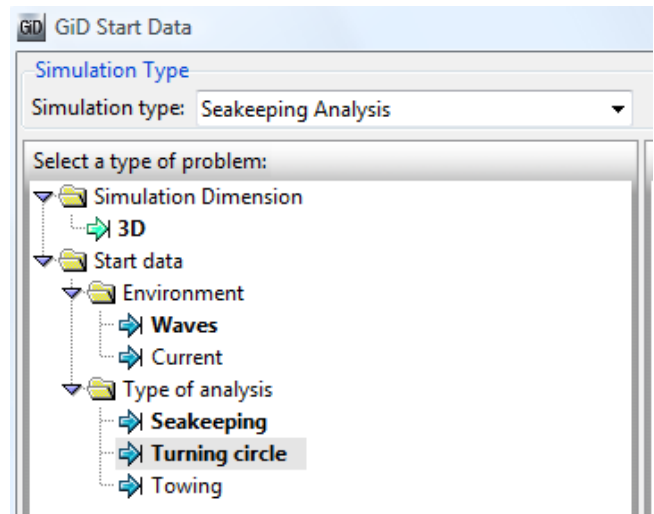 GiD GiD Start Data
Simulation Type
Simulation type: Seakeeping Analysis
Select a type of problem:
Simulation Dimension
3D
Start data
Environment
Waves
Current
Type of analysis
Seakeeping
Turning circle
Towing